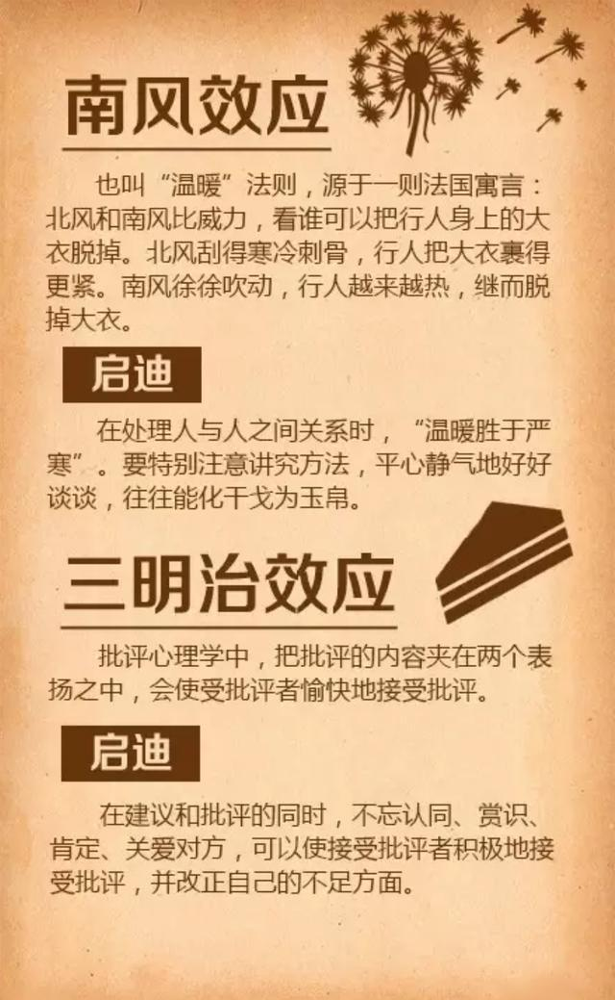 南风效应
也叫“温暖”法则，源于一则法国寓言：
北风和南风比威力，看谁可以把行人身上的大
衣脱掉。北风刮得寒冷刺骨，行人把大衣裹得
更紧。南风徐徐吹动，行人越来越热，继而脱
掉大衣。
启迪
在处理人与人之间关系时，“温暖胜于严
寒”。要特别注意讲究方法，平心静气地好好
谈谈，往往能化干戈为玉帛。
三明治效应
批评心理学中，把批评的内容夹在两个表
扬之中，会使受批评者愉快地接受批评。
启迪
在建议和批评的同时，不忘认同、赏识、
肯定、关爱对方，可以使接受批评者积极地接
受批评，并改正自己的不足方面。